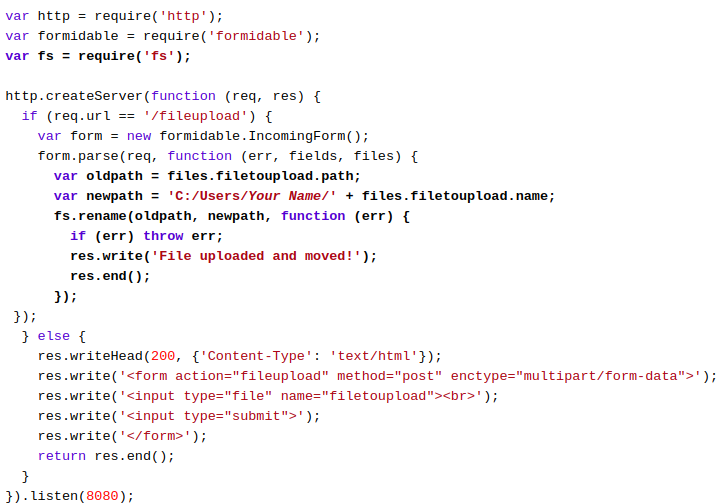 var http = require('http');
var formidable = require('formidable');
var fs = require('fs');

http.createServer(function (req, res) {
  if (req.url == '/fileupload') {
    var form = new formidable.IncomingForm();
    form.parse(req, function (err, fields, files) {
      var oldpath = files.filetoupload.path;
      var newpath = 'C:/Users/Your Name/' + files.filetoupload.name;
      fs.rename(oldpath, newpath, function (err) {
        if (err) throw err;
        res.write('File uploaded and moved!');
        res.end();
      });
 });
  } else {
    res.writeHead(200, {'Content-Type': 'text/html'});
    res.write('<form action="fileupload" method="post" enctype="multipart/form-data">');
    res.write('<input type="file" name="filetoupload"><br>');
    res.write('<input type="submit">');
    res.write('</form>');
    return res.end();
  }
}).listen(8080);